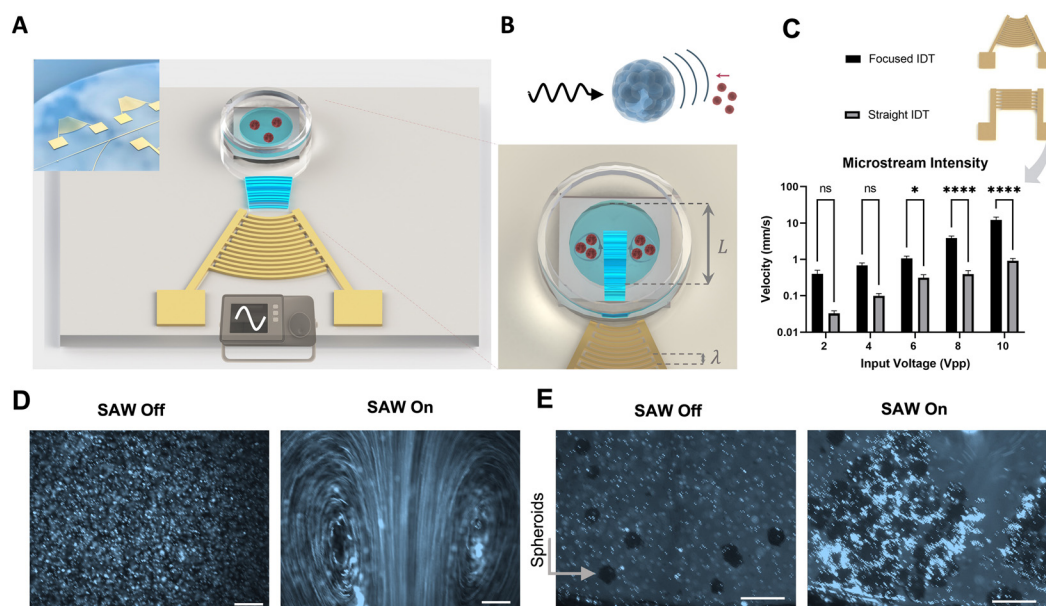 A
B
L
λ
C
Focused IDT
Straight IDT
Microstream Intensity
Velocity (mm/s)
100
10
1
0.1
0.01
ns
ns
*
****
****
2
4
6
8
10
Input Voltage (Vpp)
D
SAW Off
SAW On
E
SAW Off
SAW On
Spheroids